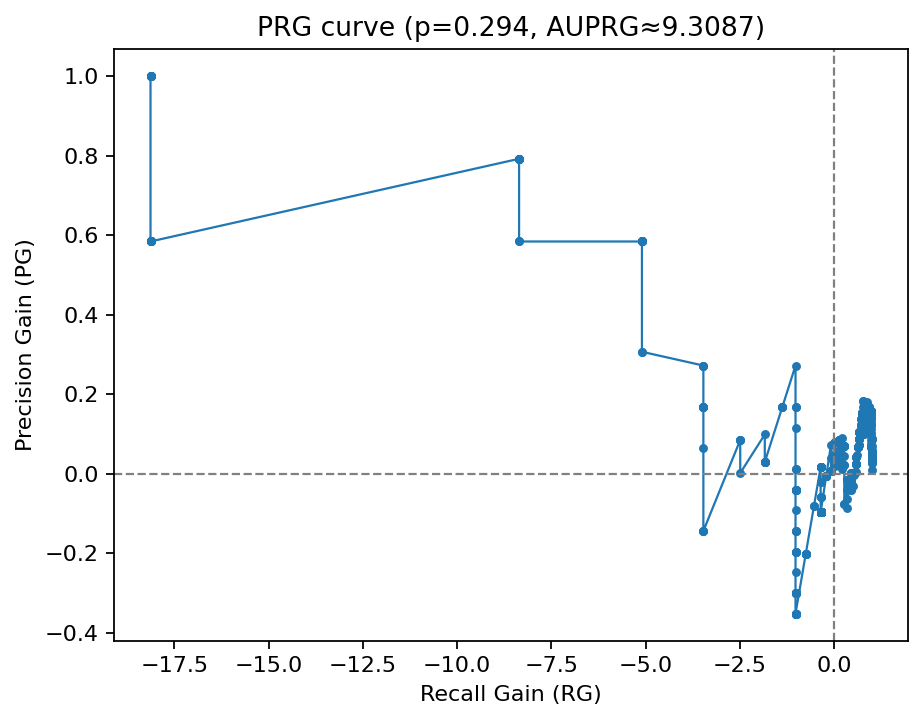 PRG curve (p=0.294, AUPRG≈9.3087)
1.0
0.8
0.6
0.4
0.2
0.0
−0.2
−0.4
Precision Gain (PG)
−17.5 −15.0 −12.5 −10.0 −7.5 −5.0 −2.5 0.0
Recall Gain (RG)